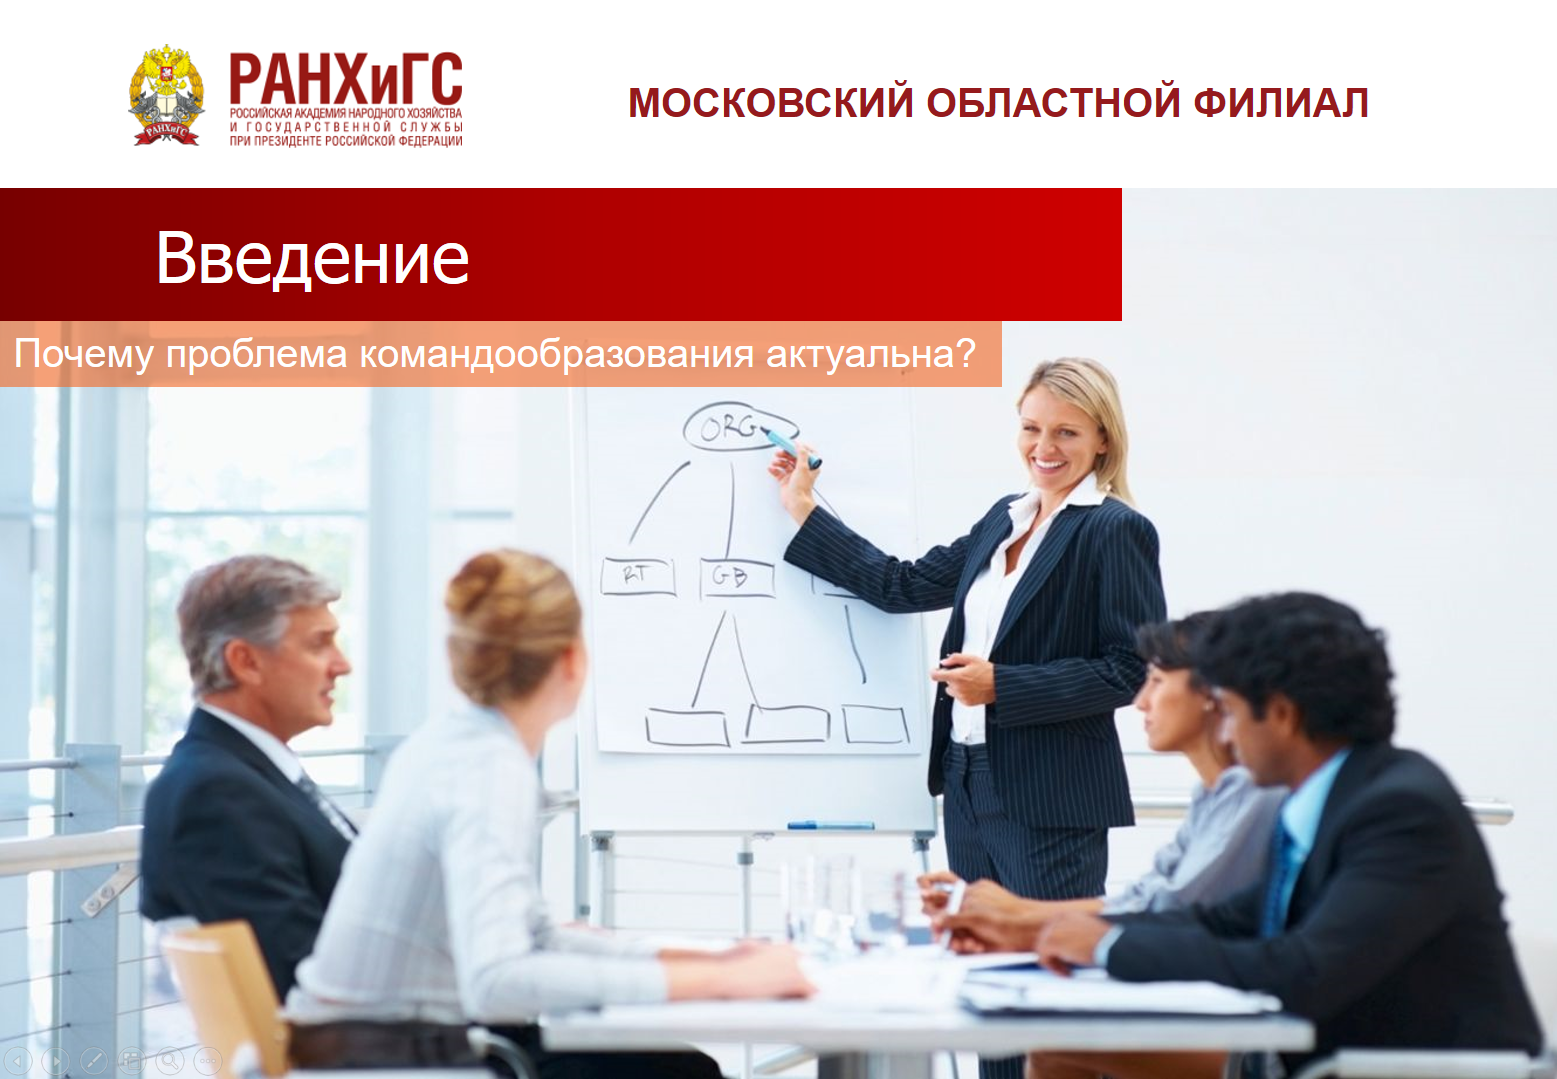 РАНХиГС
РОССИЙСКАЯ АКАДЕМИЯ НАРОДНОГО ХОЗЯЙСТВА
И ГОСУДАРСТВЕННОЙ СЛУЖБЫ
ПРИ ПРЕЗИДЕНТЕ РОССИЙСКОЙ ФЕДЕРАЦИИ
РАНХиГС
МОСКОВСКИЙ ОБЛАСТНОЙ ФИЛИАЛ
Введение
Почему проблема командообразования актуальна?
ORG
RT
GB